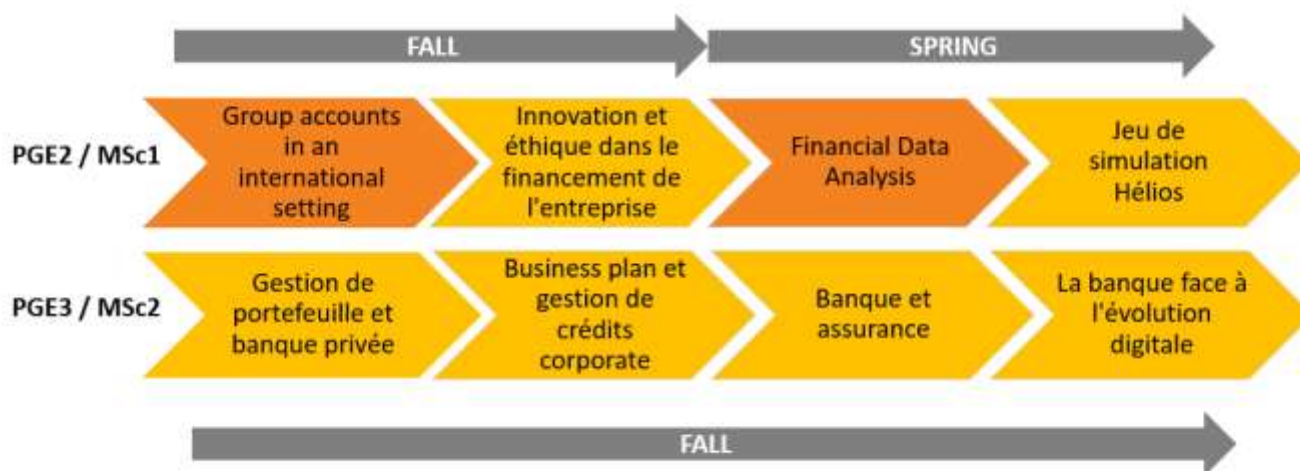 FALL
SPRING
PGE2 / MSc1
Group accounts
in an
international
setting
Innovation et
éthique dans le
financement de
l'entreprise
Financial Data
Analysis
Jeu de
simulation
Hélios
PGE3 / MSc2
Gestion de
portefeuille et
banque privée
Business plan et
gestion de
crédits
corporate
Banque et
assurance
La banque face à
l'évolution
digitale
FALL